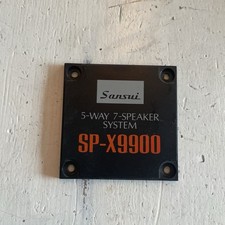 Sansui
5-WAY 7-SPEAKER
SYSTEM
SP-X9900